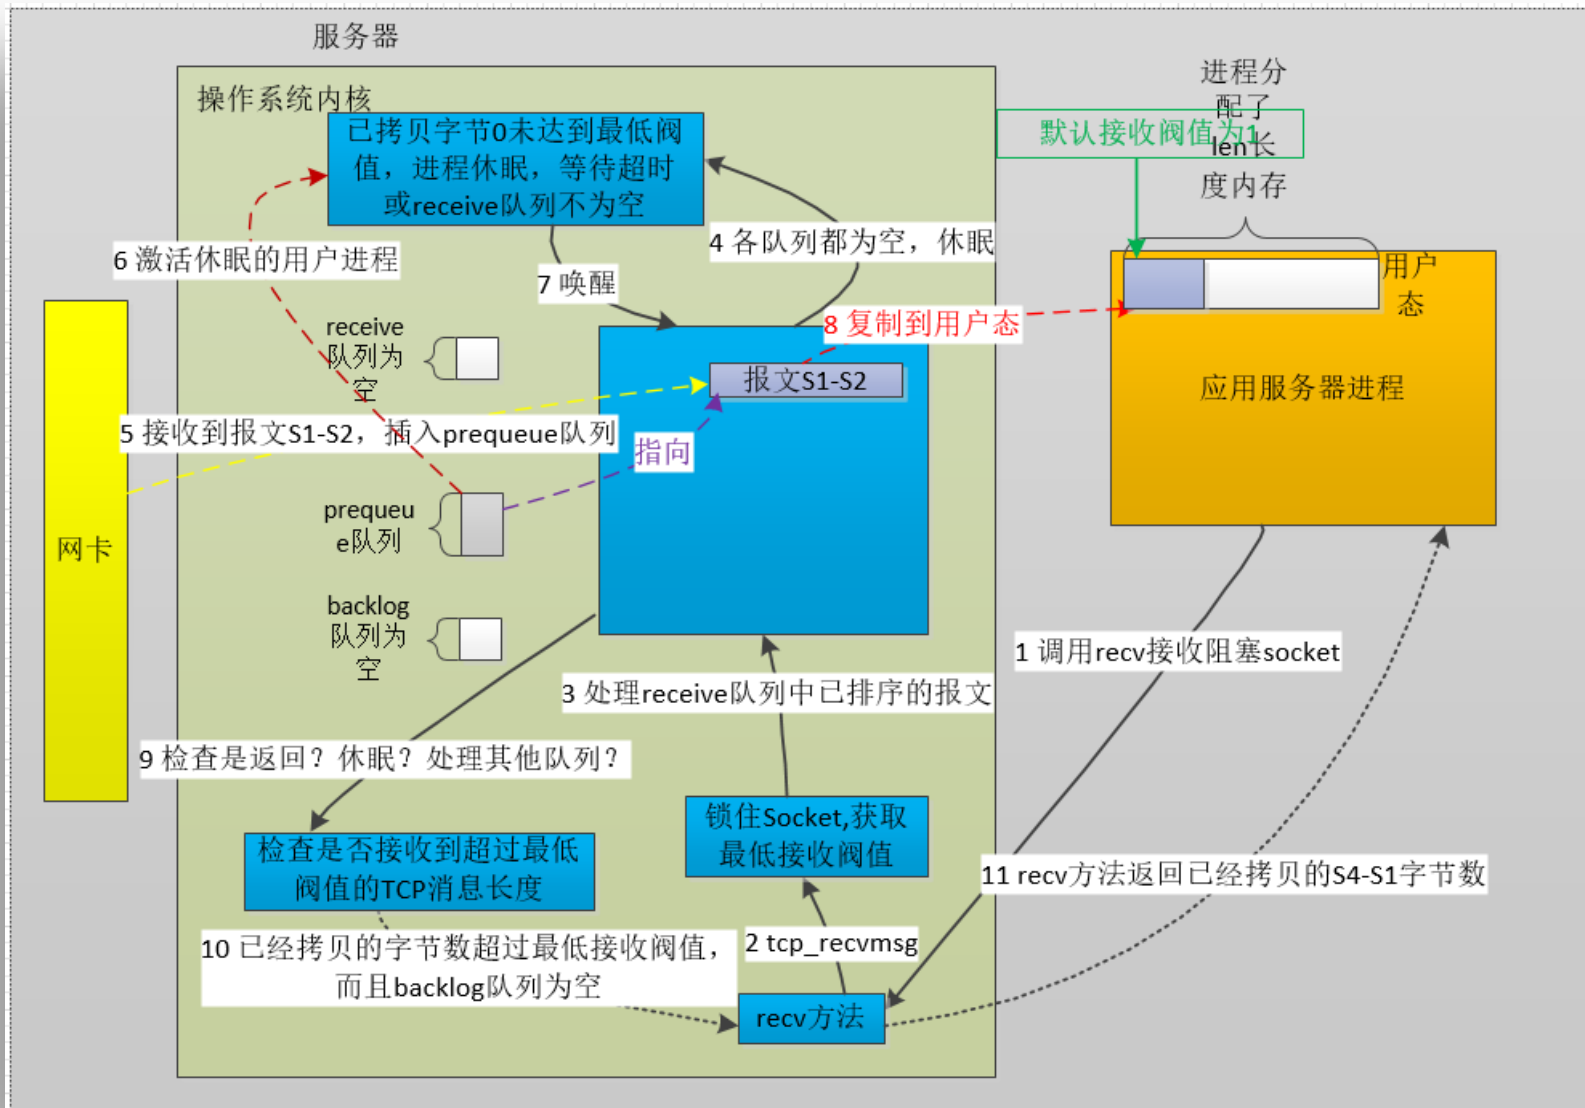 服务器
操作系统内核
已拷贝字节0未达到最低阀
值，进程休眠，等待超时
或receive队列不为空
进程分
配了
len长
度内存
默认接收阀值为1
6 激活休眠的用户进程
7 唤醒
4 各队列都为空，休眠
用户
态
receive
队列为
空
8 复制到用户态
报文S1-S2
应用服务器进程
5 接收到报文S1-S2，插入prequeue队列
指向
prequeu
e队列
网卡
backlog
队列为
空
1 调用recv接收阻塞socket
3 处理receive队列中已排序的报文
9 检查是返回？休眠？处理其他队列？
锁住Socket,获取
最低接收阀值
检查是否接收到超过最低
阀值的TCP消息长度
11 recv方法返回已经拷贝的S4-S1字节数
10 已经拷贝的字节数超过最低接收阀值，
而且backlog队列为空
2 tcp_recvmsg
recv方法